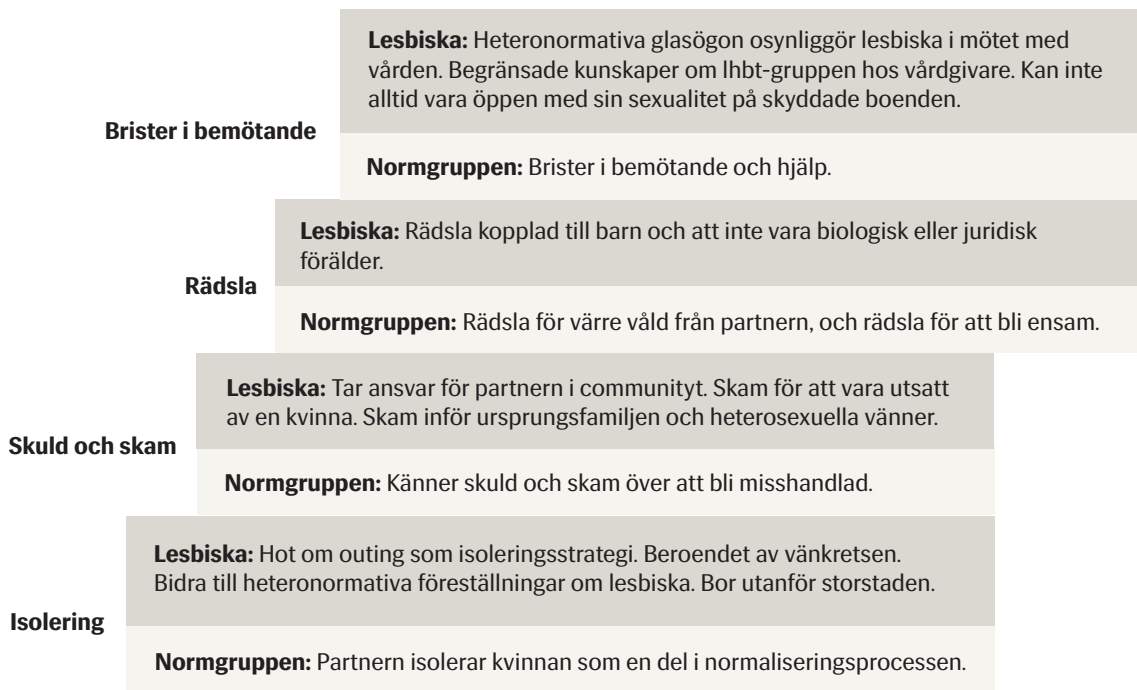 Lesbiska: Heteronormativa glasögon osynliggör lesbiska i mötet med
vården. Begränsade kunskaper om lhbt-gruppen hos vårdgivare. Kan inte
alltid vara öppen med sin sexualitet på skyddade boenden.
Brister i bemötande
Normgruppen: Brister i bemötande och hjälp.
Lesbiska: Rädsla kopplad till barn och att inte vara biologisk eller juridisk
förälder.
Rädsla
Normgruppen: Rädsla för värre våld från partnern, och rädsla för att bli ensam.
Lesbiska: Tar ansvar för partnern i communityt. Skam för att vara utsatt
av en kvinna. Skam inför ursprungsfamiljen och heterosexuella vänner.
Skuld och skam
Normgruppen: Känner skuld och skam över att bli misshandlad.
Lesbiska: Hot om outing som isoleringsstrategi. Beroendet av vänkretsen.
Bidra till heteronormativa föreställningar om lesbiska. Bor utanför storstaden.
Isolering
Normgruppen: Partnern isolerar kvinnan som en del i normaliseringsprocessen.